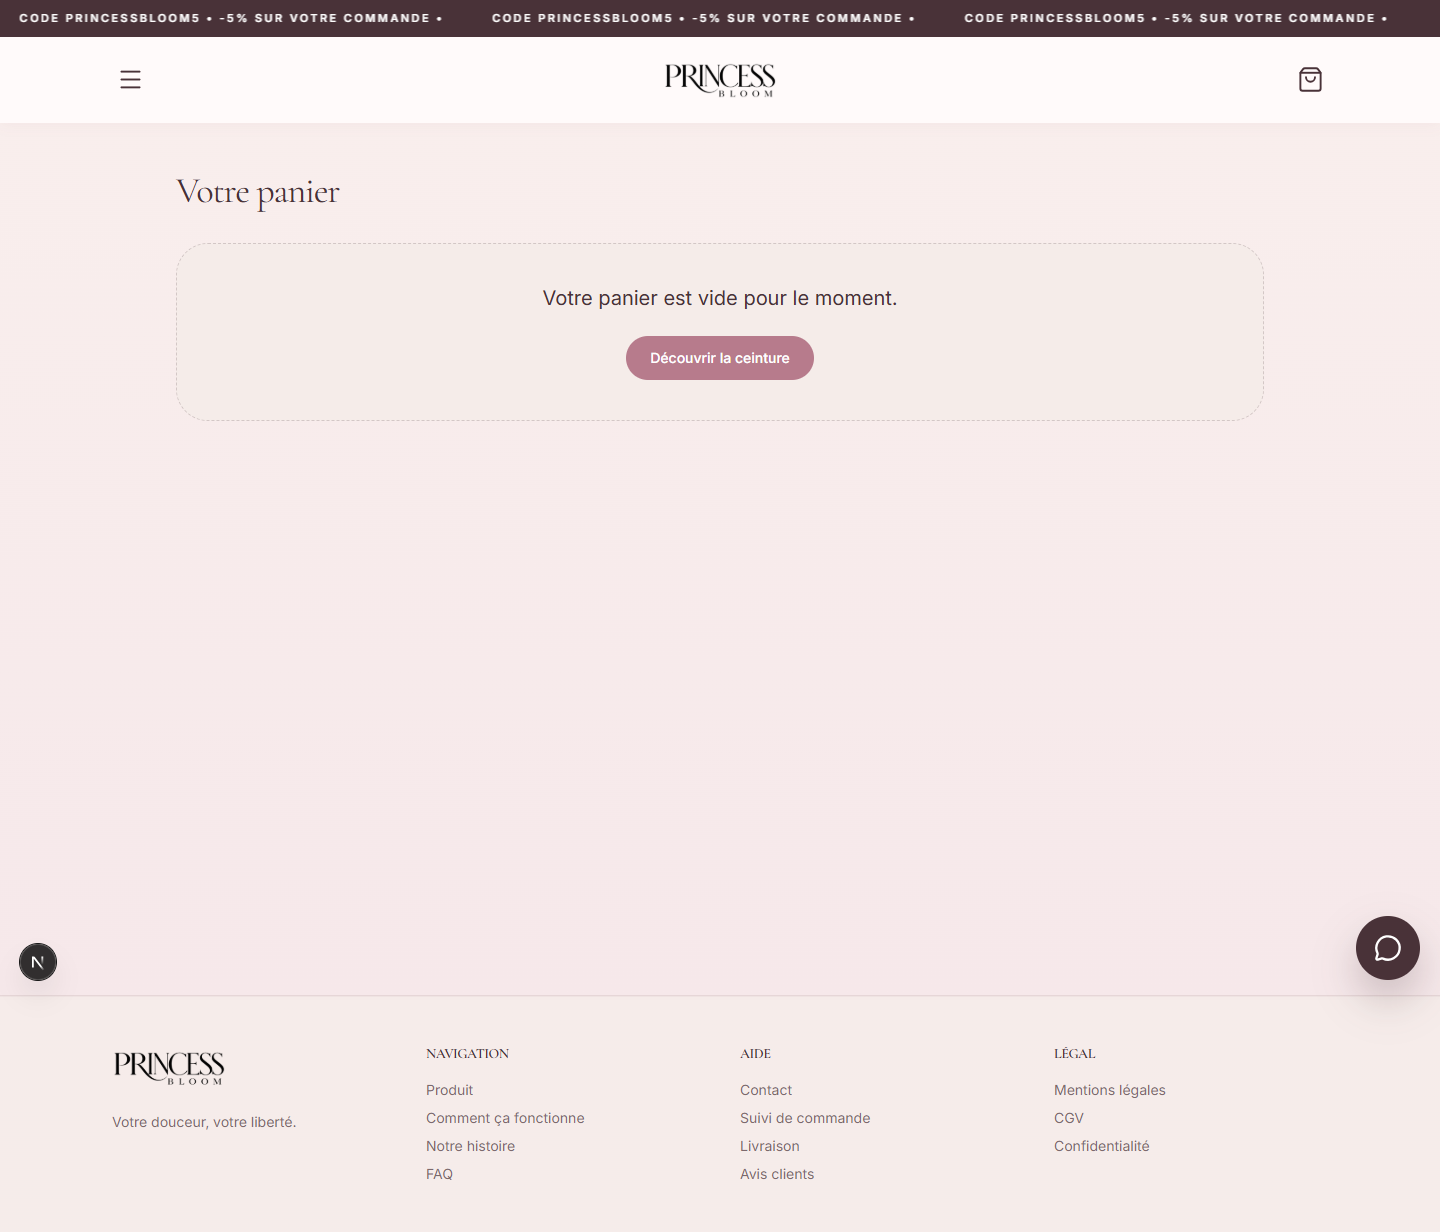 CODE PRINCESSBLOOM5 • -5% SUR VOTRE COMMANDE • CODE PRINCESSBLOOM5 • -5% SUR VOTRE COMMANDE • CODE PRINCESSBLOOM5 • -5% SUR VOTRE COMMANDE •
PRINCESS
BLOOM
Votre panier
Votre panier est vide pour le moment.
Découvrir la ceinture
N
PRINCESS
BLOOM
Votre douceur, votre liberté.
NAVIGATION
Produit
Comment ça fonctionne
Notre histoire
FAQ
AIDE
Contact
Suivi de commande
Livraison
Avis clients
LÉGAL
Mentions légales
CGV
Confidentialité